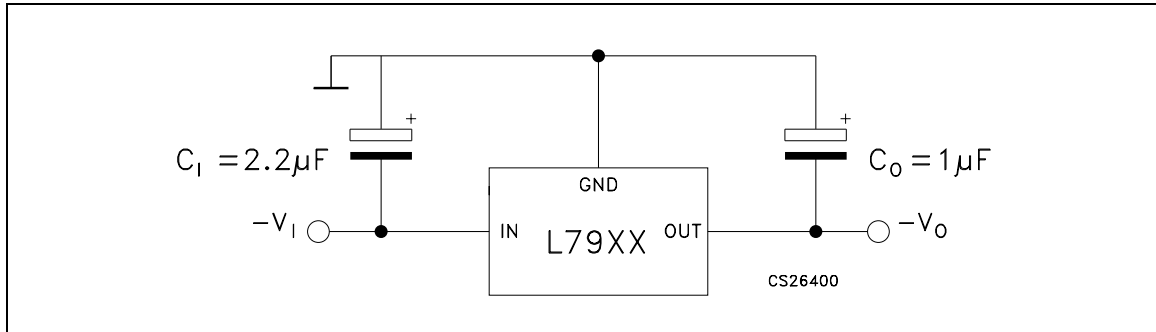 + +
C_I = 2.2µF
C_O = 1µF
GND
-V_I IN L79XX OUT -V_O
CS26400